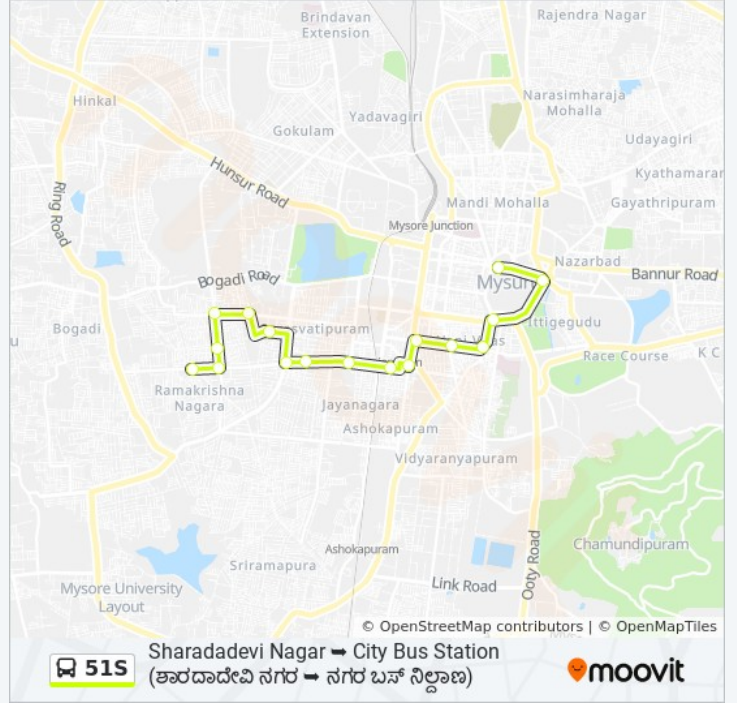 Brindavan
Extension
Rajendra Nagar
Hinkal
Narasimharaja
Mohalla
Yadavagiri
Gokulam
Udayagiri
Hunsur Road
Kyathamarar
Ring Road
Mandi Mohalla
Gayathripuram
Mysore Junction
Nazarbad
Bogadi Road
Bannur Road
Mysur
Bogadi
svatipuram
Ittigegudu
as
Race Course
K C
Ramakrishna
Nagara
Jayanagara
Ashokapuram
Vidyaranyapuram
Ashokapuram
Chamundipuram
Sriramapura
Ooty Road
Link Road
Mysore University
Layout
© OpenStreetMap contributors | © OpenMapTiles
51S
Sharadadevi Nagar ➥ City Bus Station
(ಶಾರದಾದೇವಿ ನಗರ ➥ ನಗರ ಬಸ್ ನಿಲ್ದಾಣ)
moovit